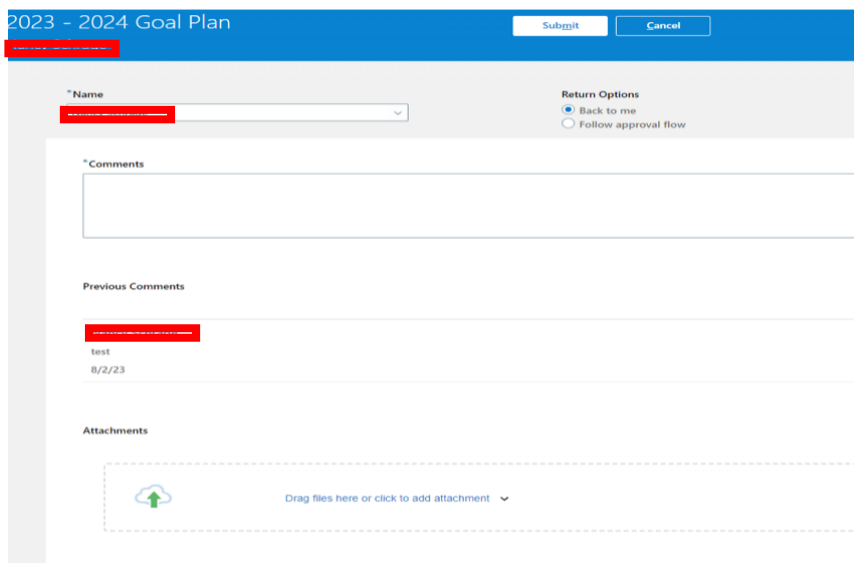 2023 - 2024 Goal Plan
Submit
Cancel
*Name
Return Options
Back to me
Follow approval flow
*Comments
Previous Comments
test
8/2/23
Attachments
Drag files here or click to add attachment